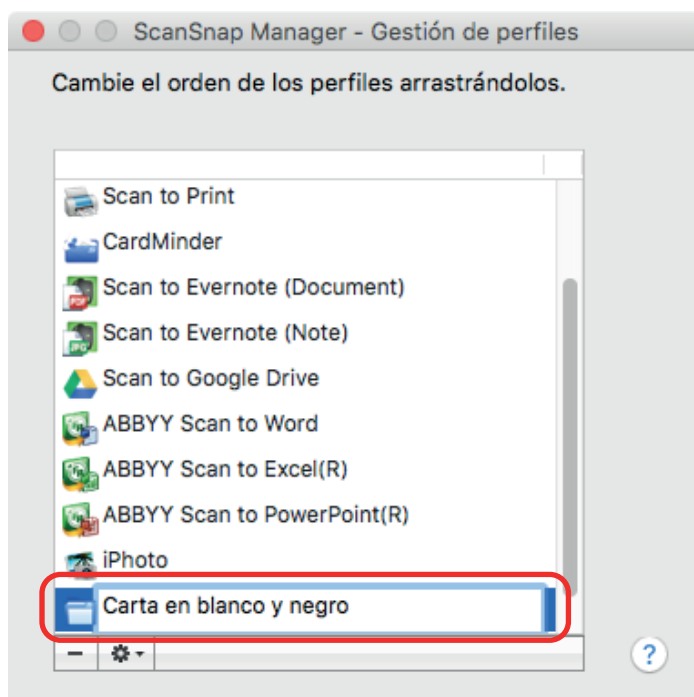 ScanSnap Manager - Gestión de perfiles
Cambie el orden de los perfiles arrastrándolos.
Scan to Print
CardMinder
Scan to Evernote (Document)
Scan to Evernote (Note)
Scan to Google Drive
ABBYY Scan to Word
ABBYY Scan to Excel(R)
ABBYY Scan to PowerPoint(R)
iPhoto
Carta en blanco y negro
?